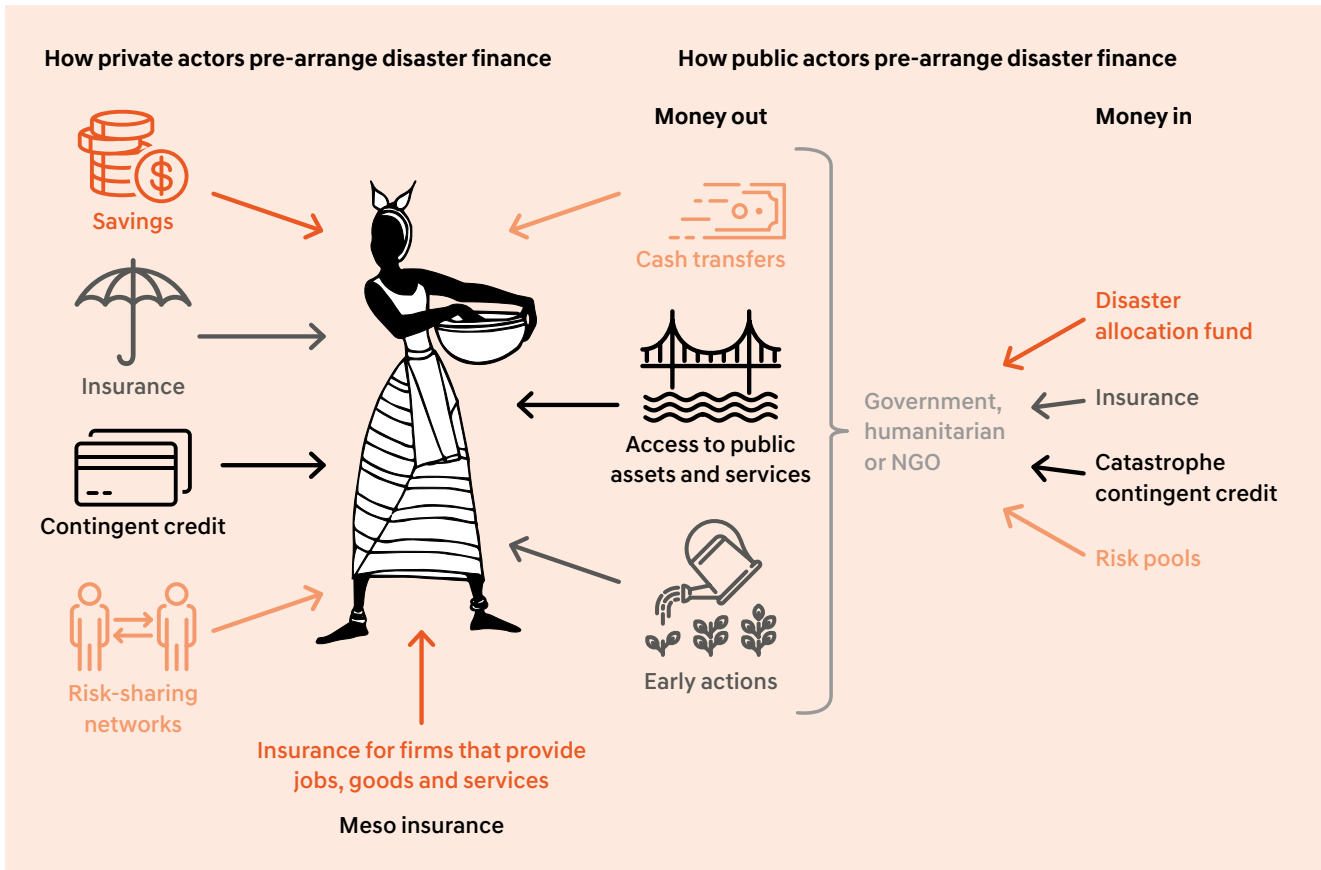 How private actors pre-arrange disaster finance
Savings
Insurance
Contingent credit
Risk-sharing
networks
Insurance for firms that provide
jobs, goods and services
Meso insurance
How public actors pre-arrange disaster finance
Money out
Cash transfers
Access to public
assets and services
Early actions
Government,
humanitarian
or NGO
Money in
Disaster
allocation fund
Insurance
Catastrophe
contingent credit
Risk pools